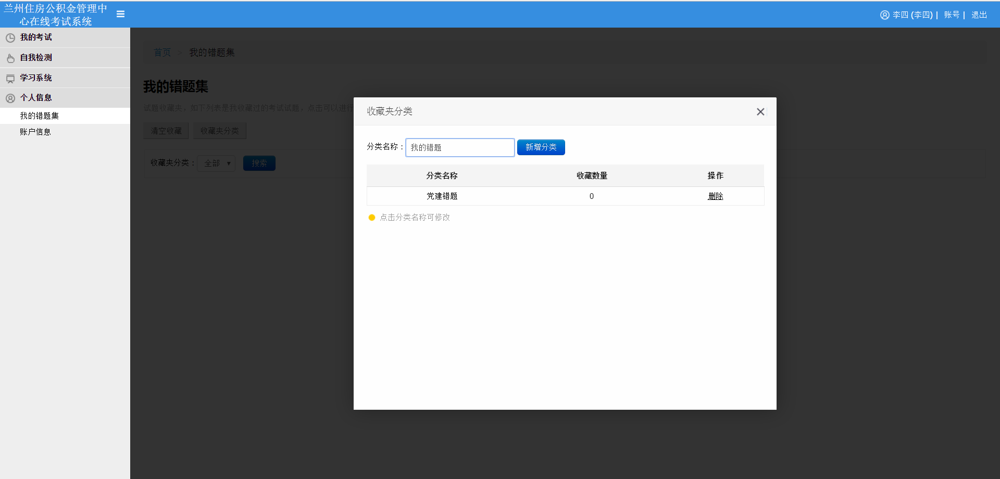 兰州住房公积金管理中
心在线考试系统
李四 (李四) | 账号 | 退出
我的考试
自我检测
学习系统
个人信息
我的错题集
账户信息
首页 > 我的错题集
我的错题集
试题收藏夹，如下列表是我收藏过的考试试题，点击可以进行
清空收藏 收藏夹分类
收藏夹分类： 全部 搜索
收藏夹分类
分类名称： 我的错题 新增分类
分类名称 收藏数量 操作
党建错题 0 删除
点击分类名称可修改